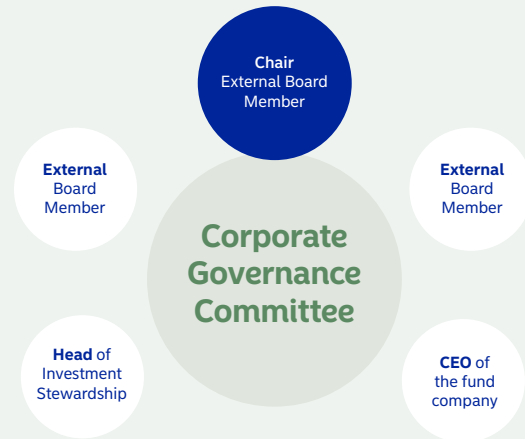 Chair
External Board
Member
External
Board
Member
External
Board
Member
Corporate
Governance
Committee
Head of
Investment
Stewardship
CEO of
the fund
company